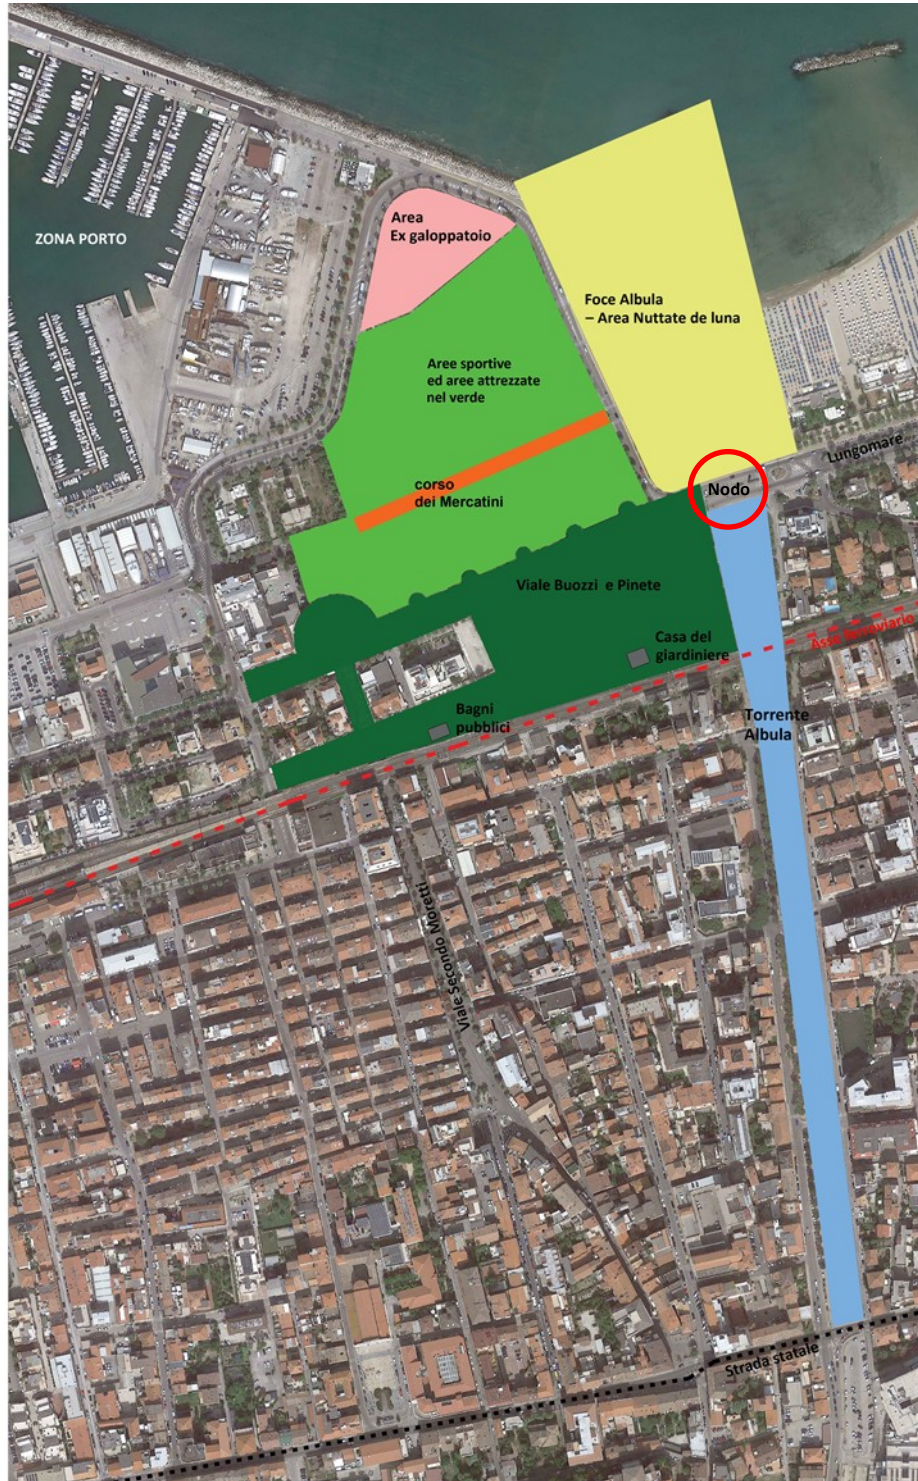 Area
Ex galoppatoio
ZONA PORTO
Foce Albula
– Area Nuttate de luna
Aree sportive
ed aree attrezzate
nel verde
Lungomare
corso
dei Mercatini
Nodo
Viale Buozzi e Pinete
Casa del
giardiniere
Asse ferroviario
Bagni
pubblici
Torrente
Albula
Viale Secondo Moretti
Strada statale